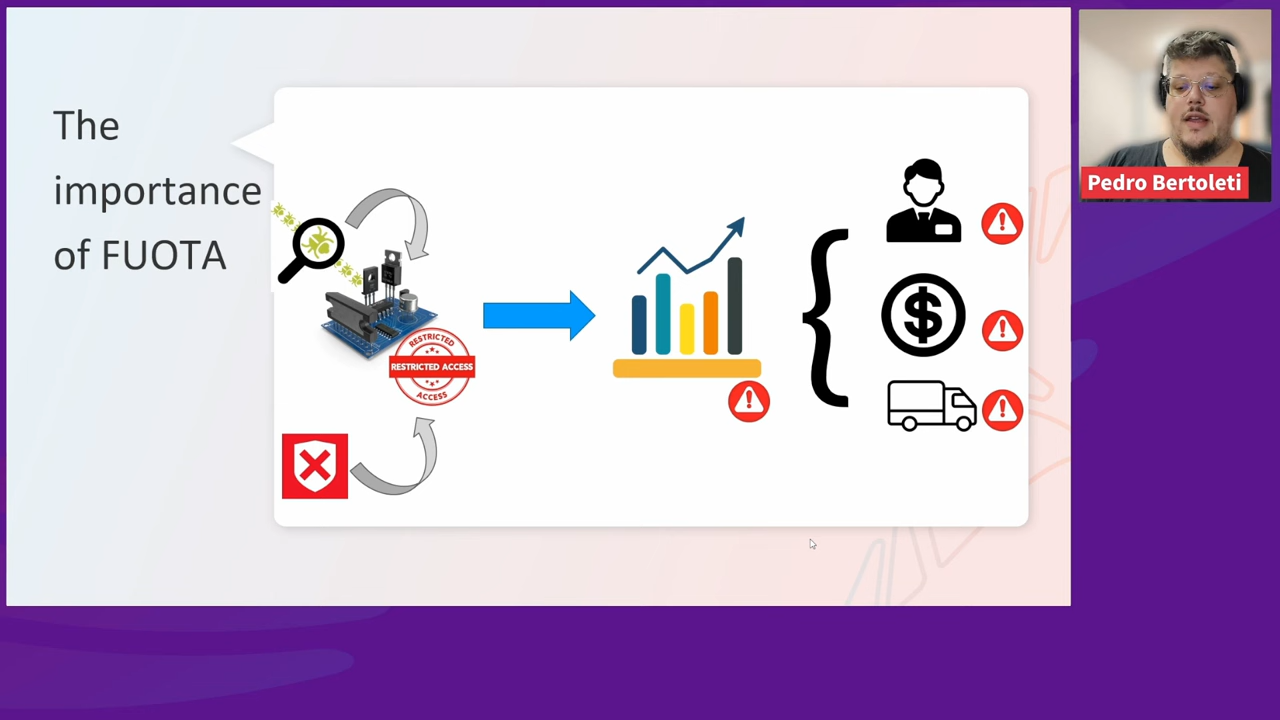 The
importance
of FUOTA
RESTRICTED
RESTRICTED ACCESS
ACCESS
$
Pedro Bertoleti